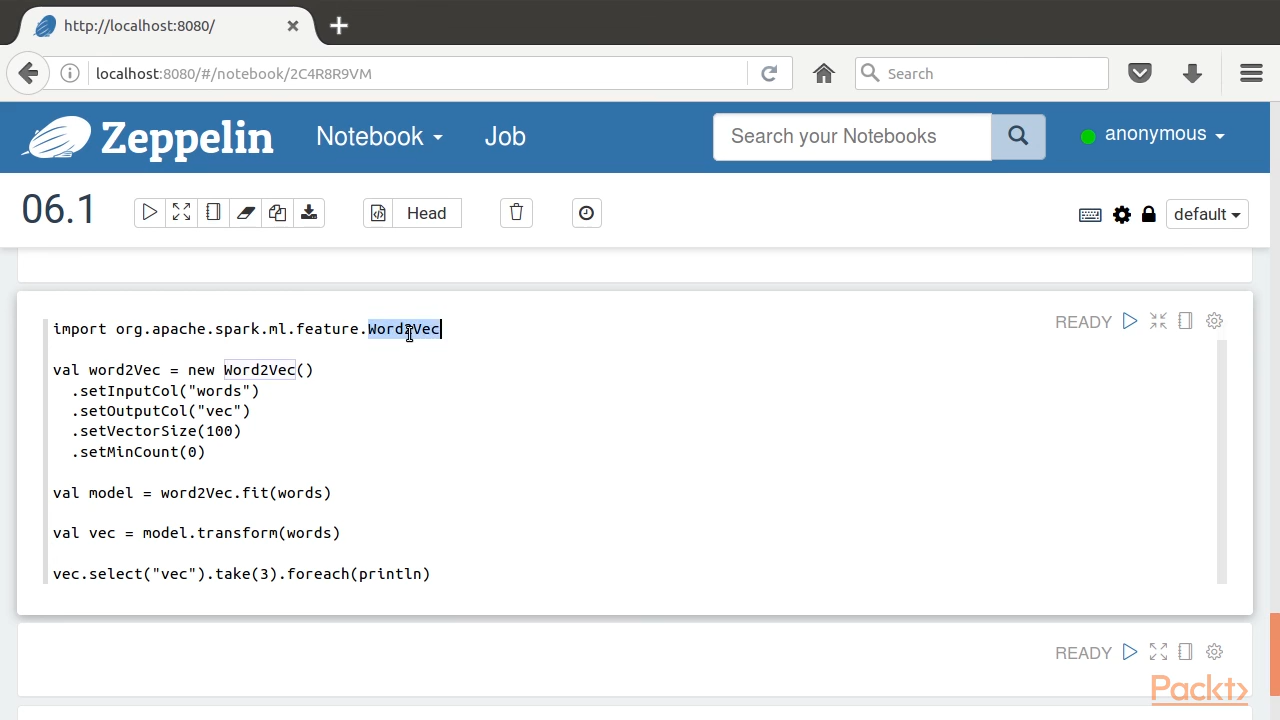 http://localhost:8080/
localhost:8080/#/notebook/2C4R8R9VM
Search
Zeppelin
Notebook
Job
Search your Notebooks
anonymous
06.1
Head
default
READY
import org.apache.spark.ml.feature.Word2Vec
val word2Vec = new Word2Vec()
.setInputCol("words")
.setOutputCol("vec")
.setVectorSize(100)
.setMinCount(0)
val model = word2Vec.fit(words)
val vec = model.transform(words)
vec.select("vec").take(3).foreach(println)
READY
Packt